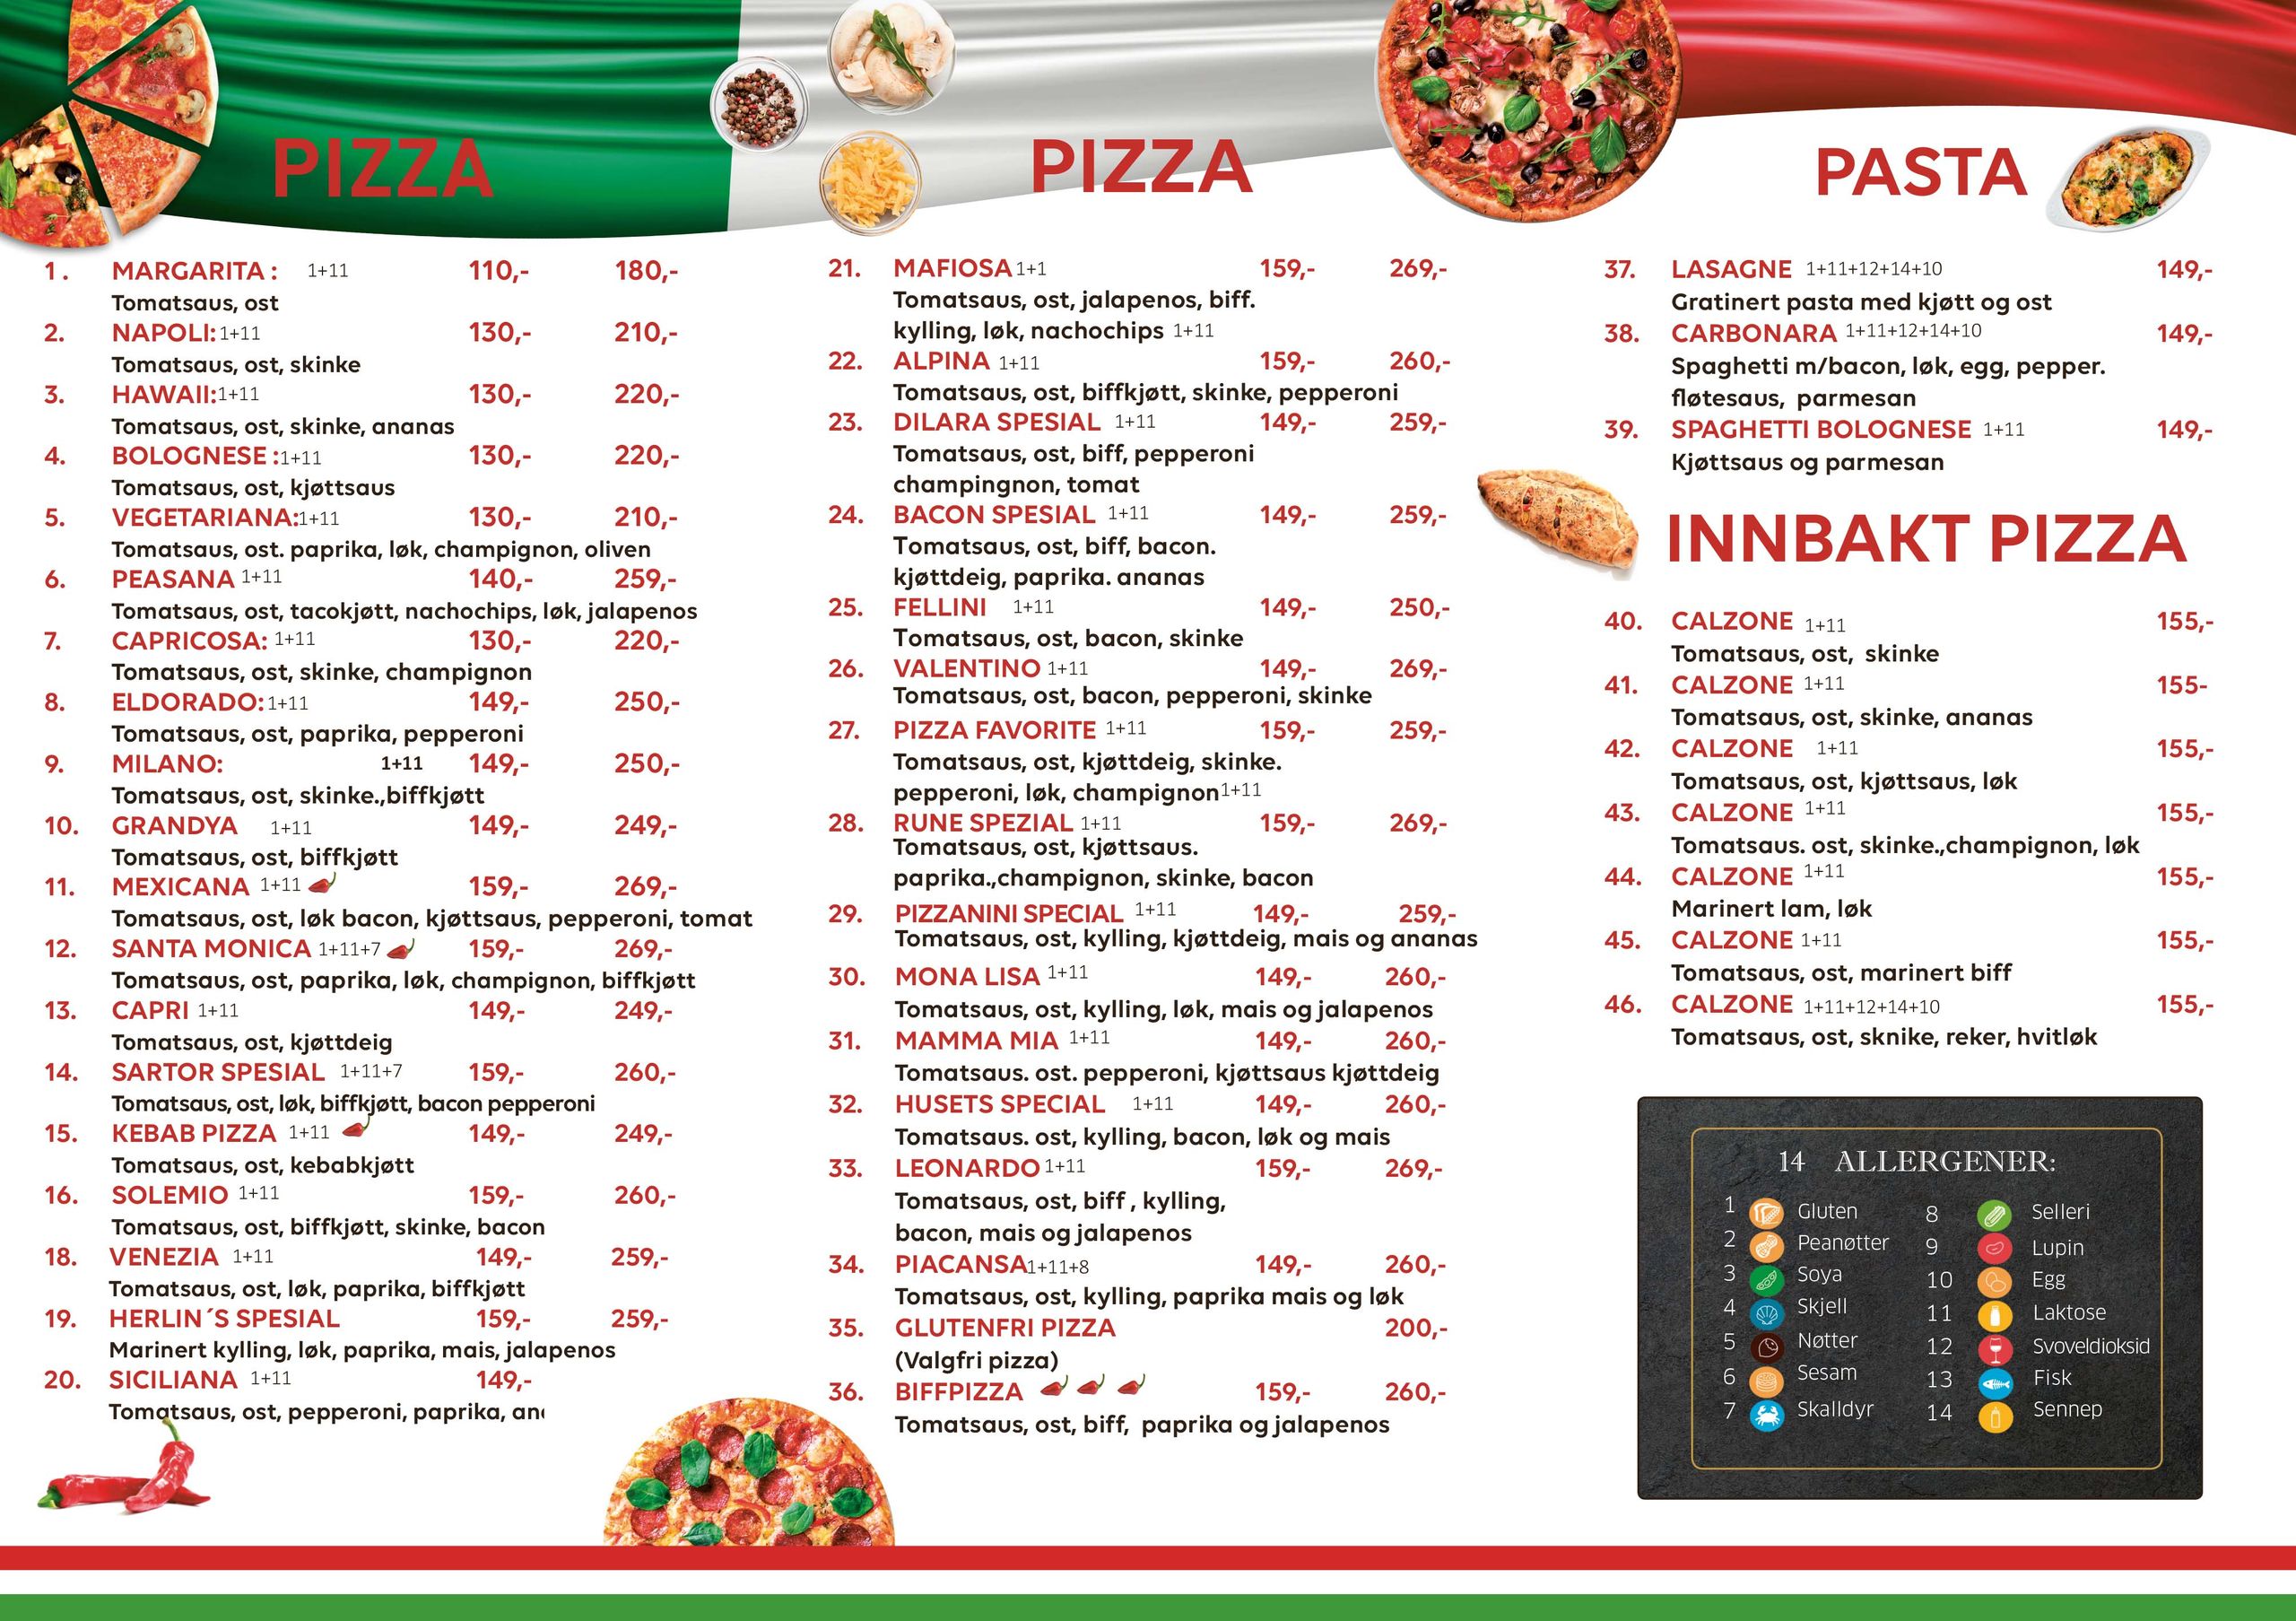 PIZZA
1. MARGARITA : 1+11 110,- 180,-
Tomatsaus, ost
2. NAPOLI: 1+11 130,- 210,-
Tomatsaus, ost, skinke
3. HAWAII: 1+11 130,- 220,-
Tomatsaus, ost, skinke, ananas
4. BOLOGNESE : 1+11 130,- 220,-
Tomatsaus, ost, kjøttsaus
5. VEGETARIANA: 1+11 130,- 210,-
Tomatsaus, ost. paprika, løk, champignon, oliven
6. PEASANA 1+11 140,- 259,-
Tomatsaus, ost, tacokjøtt, nachochips, løk, jalapenos
7. CAPRICOSA: 1+11 130,- 220,-
Tomatsaus, ost, skinke, champignon
8. ELDORADO: 1+11 149,- 250,-
Tomatsaus, ost, paprika, pepperoni
9. MILANO: 1+11 149,- 250,-
Tomatsaus, ost, skinke.,biffkjøtt
10. GRANDYA 1+11 149,- 249,-
Tomatsaus, ost, biffkjøtt
11. MEXICANA 1+11 159,- 269,-
Tomatsaus, ost, løk bacon, kjøttsaus, pepperoni, tomat
12. SANTA MONICA 1+11+7 159,- 269,-
Tomatsaus, ost, paprika, løk, champignon, biffkjøtt
13. CAPRI 1+11 149,- 249,-
Tomatsaus, ost, kjøttdeig
14. SARTOR SPESIAL 1+11+7 159,- 260,-
Tomatsaus, ost, løk, biffkjøtt, bacon pepperoni
15. KEBAB PIZZA 1+11 149,- 249,-
Tomatsaus, ost, kebabkjøtt
16. SOLEMIO 1+11 159,- 260,-
Tomatsaus, ost, biffkjøtt, skinke, bacon
18. VENEZIA 1+11 149,- 259,-
Tomatsaus, ost, løk, paprika, biffkjøtt
19. HERLIN´S SPESIAL 159,- 259,-
Marinert kylling, løk, paprika, mais, jalapenos
20. SICILIANA 1+11 149,-
Tomatsaus, ost, pepperoni, paprika,
PIZZA
21. MAFIOSA 1+1 159,- 269,-
Tomatsaus, ost, jalapenos, biff.
kylling, løk, nachochips 1+11
22. ALPINA 1+11 159,- 260,-
Tomatsaus, ost, biffkjøtt, skinke, pepperoni
23. DILARA SPESIAL 1+11 149,- 259,-
Tomatsaus, ost, biff, pepperoni
champingnon, tomat
24. BACON SPESIAL 1+11 149,- 259,-
Tomatsaus, ost, biff, bacon.
kjøttdeig, paprika. ananas
25. FELLINI 1+11 149,- 250,-
Tomatsaus, ost, bacon, skinke
26. VALENTINO 1+11 149,- 269,-
Tomatsaus, ost, bacon, pepperoni, skinke
27. PIZZA FAVORITE 1+11 159,- 259,-
Tomatsaus, ost, kjøttdeig, skinke.
pepperoni, løk, champignon 1+11
28. RUNE SPEZIAL 1+11 159,- 269,-
Tomatsaus, ost, kjøttsaus.
paprika.,champignon, skinke, bacon
29. PIZZANINI SPECIAL 1+11 149,- 259,-
Tomatsaus, ost, kylling, kjøttdeig, mais og ananas
30. MONA LISA 1+11 149,- 260,-
Tomatsaus, ost, kylling, løk, mais og jalapenos
31. MAMMA MIA 1+11 149,- 260,-
Tomatsaus. ost. pepperoni, kjøttsaus kjøttdeig
32. HUSETS SPECIAL 1+11 149,- 260,-
Tomatsaus. ost, kylling, bacon, løk og mais
33. LEONARDO 1+11 159,- 269,-
Tomatsaus, ost, biff , kylling,
bacon, mais og jalapenos
34. PIACANSA 1+11+8 149,- 260,-
Tomatsaus, ost, kylling, paprika mais og løk
35. GLUTENFRI PIZZA 200,-
(Valgfri pizza)
36. BIFFPIZZA 159,- 260,-
Tomatsaus, ost, biff, paprika og jalapenos
PASTA
37. LASAGNE 1+11+12+14+10 149,-
Gratinert pasta med kjøtt og ost
38. CARBONARA 1+11+12+14+10 149,-
Spaghetti m/bacon, løk, egg, pepper.
fløtesaus, parmesan
39. SPAGHETTI BOLOGNESE 1+11 149,-
Kjøttsaus og parmesan
INNBAKT PIZZA
40. CALZONE 1+11 155,-
Tomatsaus, ost, skinke
41. CALZONE 1+11 155-
Tomatsaus, ost, skinke, ananas
42. CALZONE 1+11 155,-
Tomatsaus, ost, kjøttsaus, løk
43. CALZONE 1+11 155,-
Tomatsaus. ost, skinke.,champignon, løk
44. CALZONE 1+11 155,-
Marinert lam, løk
45. CALZONE 1+11 155,-
Tomatsaus, ost, marinert biff
46. CALZONE 1+11+12+14+10 155,-
Tomatsaus, ost, sknike, reker, hvitløk
14 ALLERGENER:
1 Gluten 8 Selleri
2 Peanøtter 9 Lupin
3 Soya 10 Egg
4 Skjell 11 Laktose
5 Nøtter 12 Svoveldioksid
6 Sesam 13 Fisk
7 Skalldyr 14 Sennep